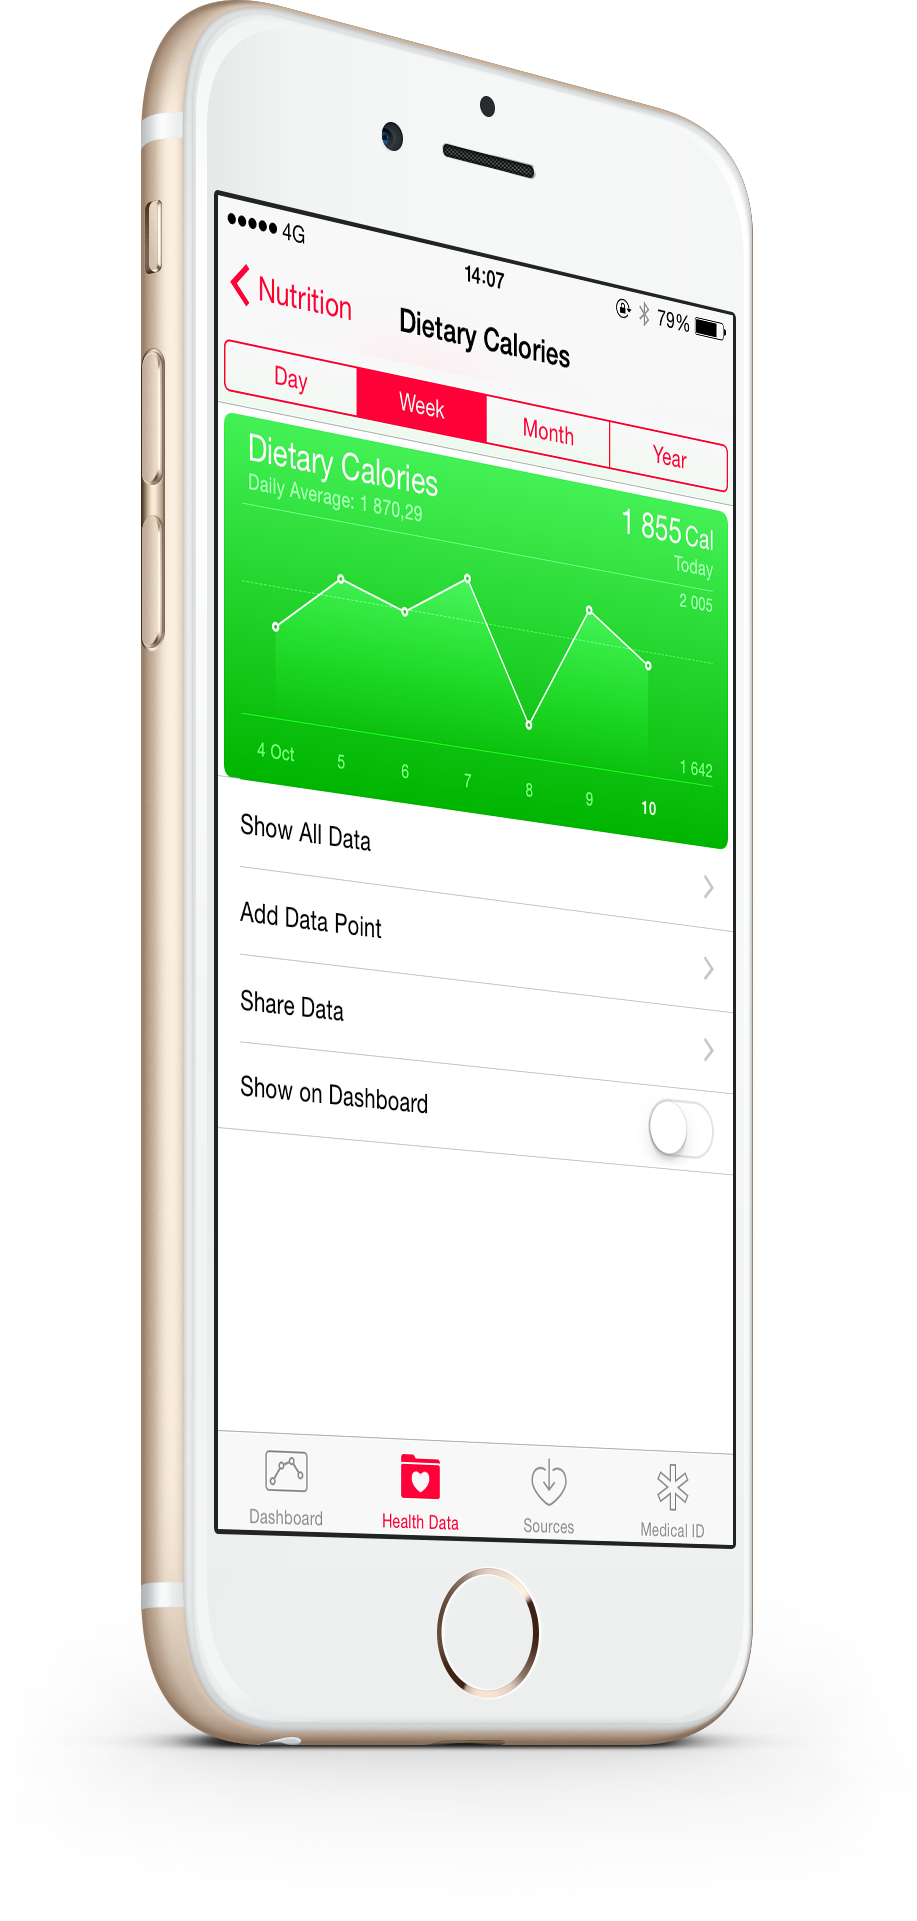 4G
14:07
79%
Nutrition
Dietary Calories
Day Week Month Year
Dietary Calories
Daily Average: 1 870,29
1 855 Cal
Today
2 005
1 642
4 Oct 5 6 7 8 9 10
Show All Data
Add Data Point
Share Data
Show on Dashboard
Dashboard Health Data Sources Medical ID